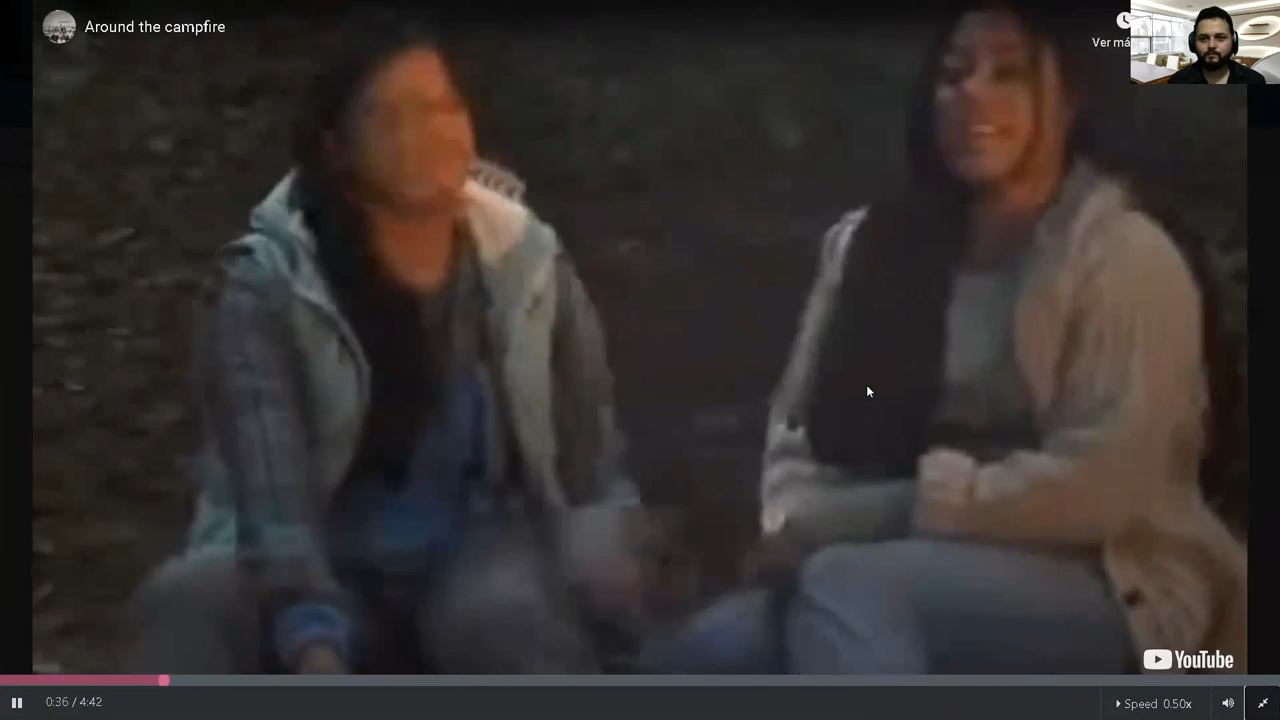 Around the campfire
Ver má
YouTube
0:36 / 4:42
Speed 0.50x